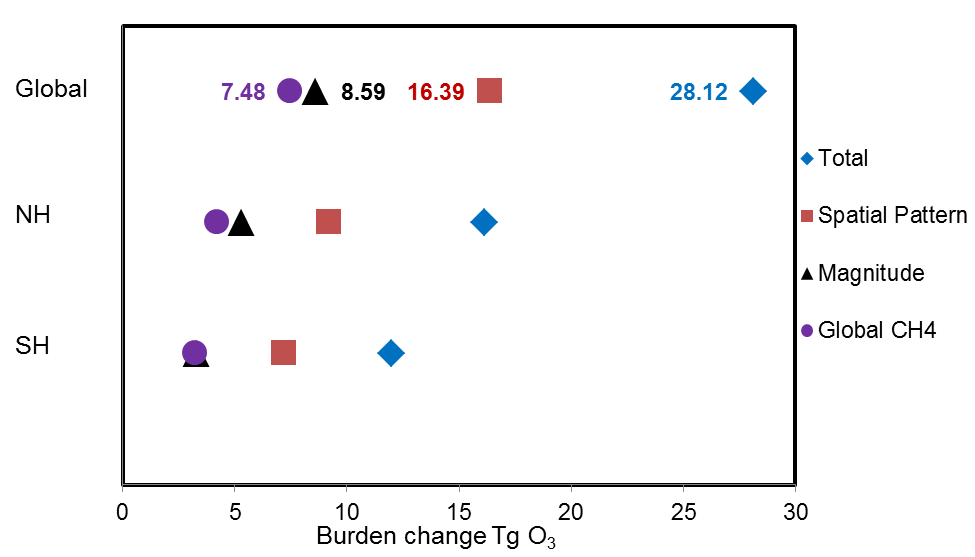 Global
7.48 8.59 16.39 28.12
NH
SH
Total
Spatial Pattern
Magnitude
Global CH4
0 5 10 15 20 25 30
Burden change Tg O₃